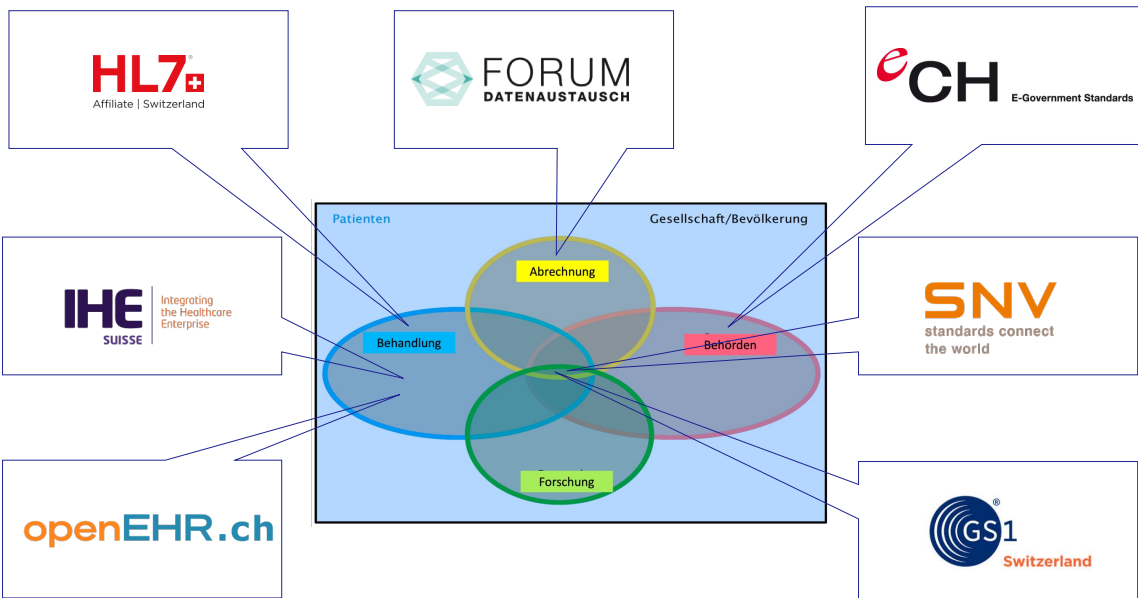 HL7®
Affiliate | Switzerland
FORUM
DATENAUSTAUSCH
eCH
E-Government Standards
Patienten
Gesellschaft/Bevölkerung
Abrechnung
IHE
SUISSE
Integrating
the Healthcare
Enterprise
Behandlung
Behörden
SNV
standards connect
the world
Forschung
openEHR.ch
GS1®
Switzerland